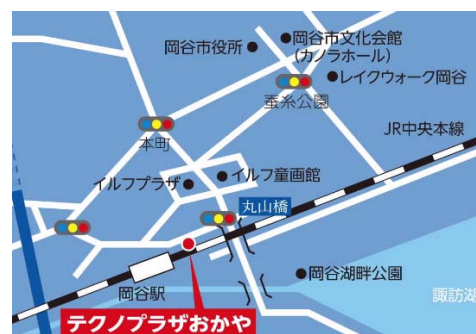 岡谷市役所
岡谷市文化会館
(カノラホール)
レイクウォーク岡谷
蚕糸公園
JR中央本線
本町
イルフプラザ
イルフ童画館
丸山橋
岡谷湖畔公園
岡谷駅
諏訪湖
テクノプラザおかや